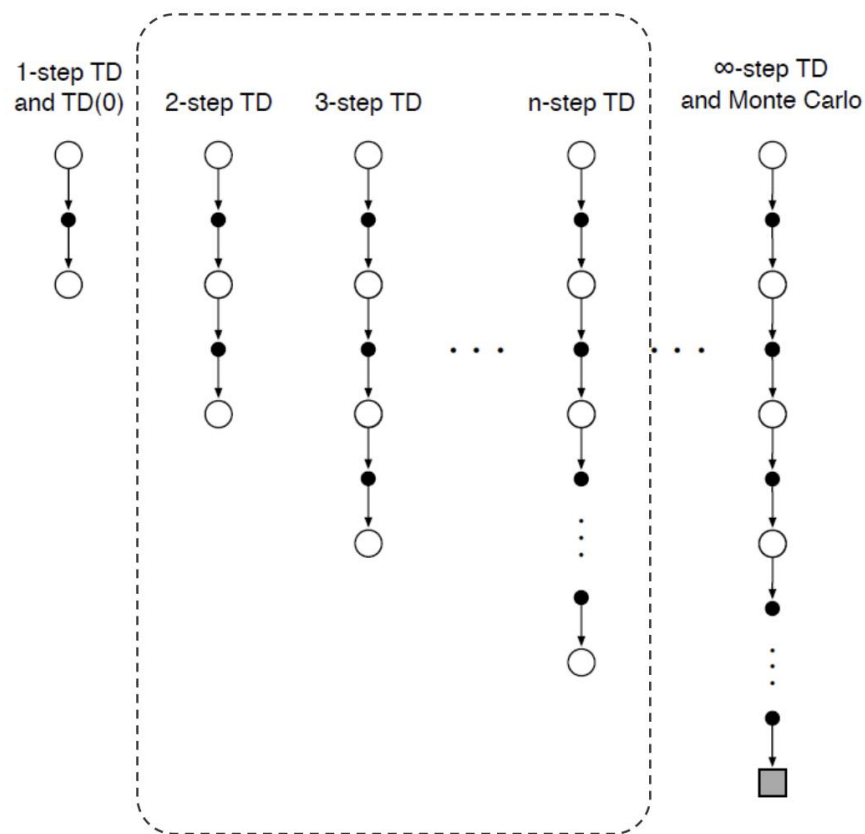 1-step TD
and TD(0)
2-step TD
3-step TD
n-step TD
∞-step TD
and Monte Carlo